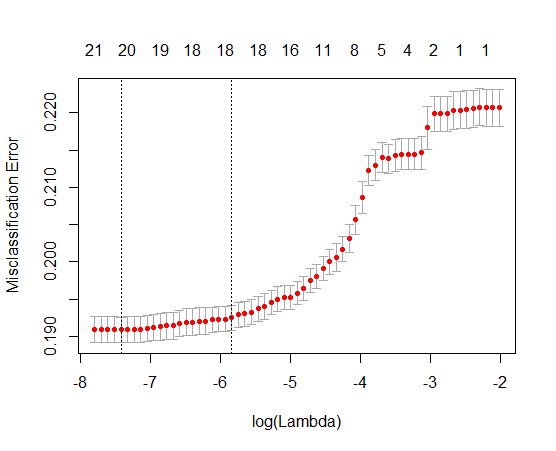 21 20 19 18 18 18 16 11 8 5 4 2 1 1
Misclassification Error
0.220
0.210
0.200
0.190
-8 -7 -6 -5 -4 -3 -2
log(Lambda)